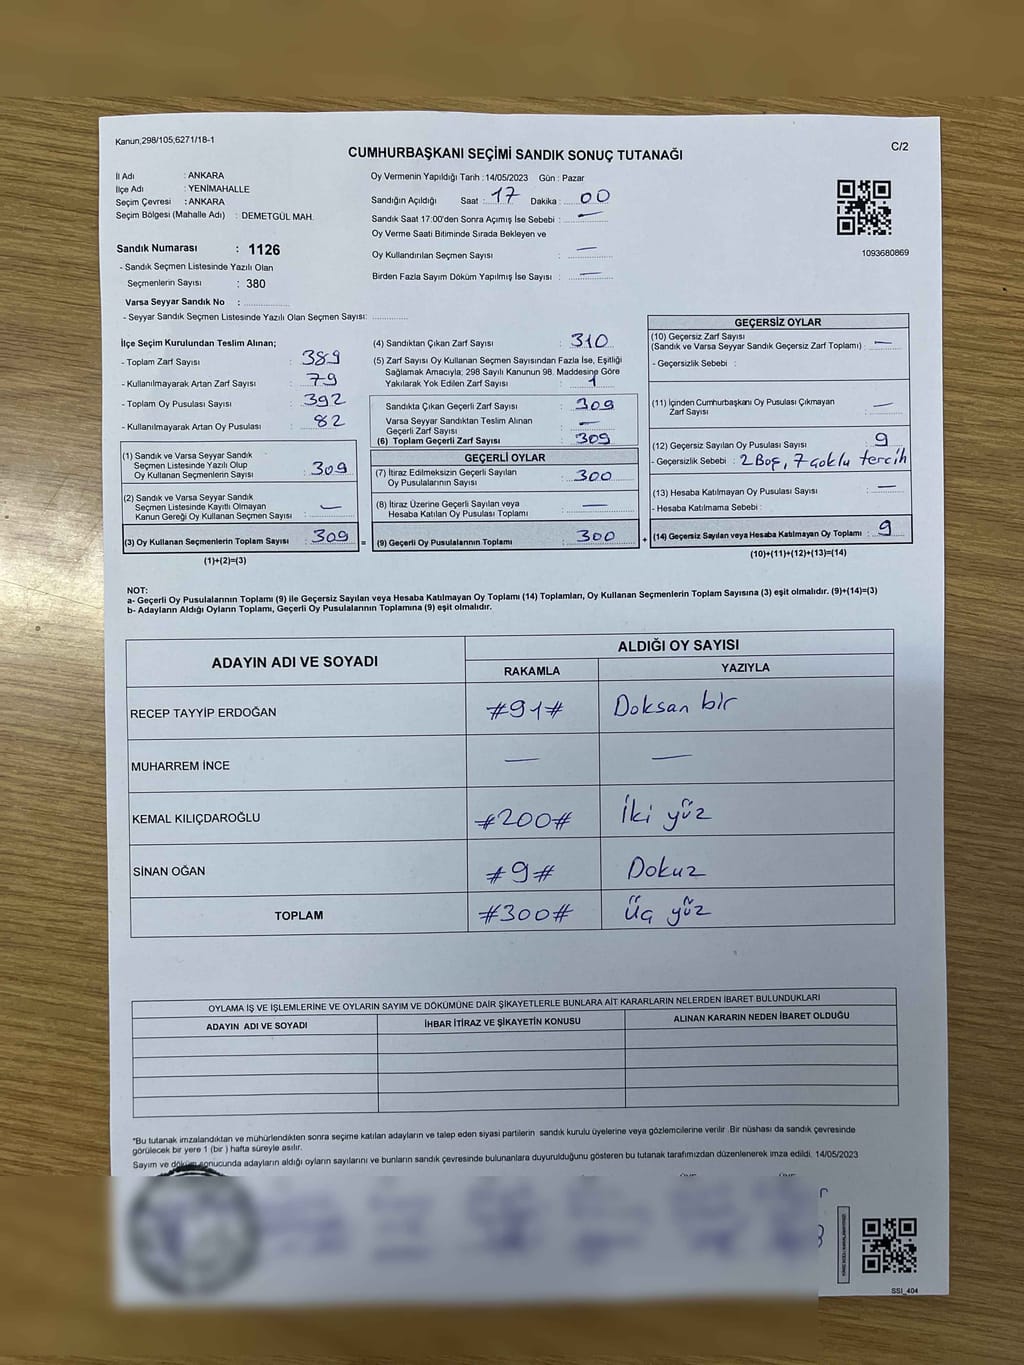 Kanun,298/105,6271/18-1
C/2
CUMHURBAŞKANI SEÇİMİ SANDIK SONUÇ TUTANAĞI
İl Adı : ANKARA
İlçe Adı : YENİMAHALLE
Seçim Çevresi : ANKARA
Seçim Bölgesi (Mahalle Adı) : DEMETGÜL MAH.
Sandık Numarası : 1126
- Sandık Seçmen Listesinde Yazılı Olan
Seçmenlerin Sayısı : 380
Varsa Seyyar Sandık No :
- Seyyar Sandık Seçmen Listesinde Yazılı Olan Seçmen Sayısı:
Oy Vermenin Yapıldığı Tarih :14/05/2023 Gün : Pazar
Sandığın Açıldığı Saat : 17 Dakika : 00
Sandık Saat 17:00'den Sonra Açımış İse Sebebi : —
Oy Verme Saati Bitiminde Sırada Bekleyen ve
Oy Kullandırılan Seçmen Sayısı : —
Birden Fazla Sayım Döküm Yapılmış İse Sayısı : —
1093680869
İlçe Seçim Kurulundan Teslim Alınan;
- Toplam Zarf Sayısı : 389
- Kullanılmayarak Artan Zarf Sayısı : 79
- Toplam Oy Pusulası Sayısı : 392
- Kullanılmayarak Artan Oy Pusulası : 82
(1) Sandık ve Varsa Seyyar Sandık
Seçmen Listesinde Yazılı Olup
Oy Kullanan Seçmenlerin Sayısı : 309
(2) Sandık ve Varsa Seyyar Sandık
Seçmen Listesinde Kayıtlı Olmayan
Kanun Gereği Oy Kullanan Seçmen Sayısı : —
(3) Oy Kullanan Seçmenlerin Toplam Sayısı : 309 =
(1)+(2)=(3)
(4) Sandıktan Çıkan Zarf Sayısı : 310
(5) Zarf Sayısı Oy Kullanan Seçmen Sayısından Fazla İse, Eşitliği
Sağlamak Amacıyla; 298 Sayılı Kanunun 98. Maddesine Göre
Yakılarak Yok Edilen Zarf Sayısı : 1
Sandıkta Çıkan Geçerli Zarf Sayısı : 309
Varsa Seyyar Sandıktan Teslim Alınan
Geçerli Zarf Sayısı : —
(6) Toplam Geçerli Zarf Sayısı : 309
GEÇERLİ OYLAR
(7) İtiraz Edilmeksizin Geçerli Sayılan
Oy Pusulalarının Sayısı : 300
(8) İtiraz Üzerine Geçerli Sayılan veya
Hesaba Katılan Oy Pusulası Toplamı : —
(9) Geçerli Oy Pusulalarının Toplamı : 300 +
GEÇERSİZ OYLAR
(10) Geçersiz Zarf Sayısı
(Sandık ve Varsa Seyyar Sandık Geçersiz Zarf Toplamı) : —
- Geçersizlik Sebebi :
(11) İçinden Cumhurbaşkanı Oy Pusulası Çıkmayan
Zarf Sayısı : —
(12) Geçersiz Sayılan Oy Pusulası Sayısı : 9
- Geçersizlik Sebebi : 2 Boş, 7 çoklu tercih
(13) Hesaba Katılmayan Oy Pusulası Sayısı : —
- Hesaba Katılmama Sebebi :
(14) Geçersiz Sayılan veya Hesaba Katılmayan Oy Toplamı : 9
(10)+(11)+(12)+(13)=(14)
NOT:
a- Geçerli Oy Pusulalarının Toplamı (9) ile Geçersiz Sayılan veya Hesaba Katılmayan Oy Toplamı (14) Toplamları, Oy Kullanan Seçmenlerin Toplam Sayısına (3) eşit olmalıdır. (9)+(14)=(3)
b- Adayların Aldığı Oyların Toplamı, Geçerli Oy Pusulalarının Toplamına (9) eşit olmalıdır.
ADAYIN ADI VE SOYADI ALDIĞI OY SAYISI
RAKAMLA YAZIYLA
RECEP TAYYİP ERDOĞAN #91# Doksan bir
MUHARREM İNCE — —
KEMAL KILIÇDAROĞLU #200# İki yüz
SİNAN OĞAN #9# Dokuz
TOPLAM #300# Üç yüz
OYLAMA İŞ VE İŞLEMLERİNE VE OYLARIN SAYIM VE DÖKÜMÜNE DAİR ŞİKAYETLERLE BUNLARA AİT KARARLARIN NELERDEN İBARET BULUNDUKLARI
ADAYIN ADI VE SOYADI İHBAR İTİRAZ VE ŞİKAYETİN KONUSU ALINAN KARARIN NEDEN İBARET OLDUĞU
*Bu tutanak imzalandıktan ve mühürlendikten sonra seçime katılan adayların ve talep eden siyasi partilerin sandık kurulu üyelerine veya gözlemcilerine verilir .Bir nüshası da sandık çevresinde
görülecek bir yere 1 (bir ) hafta süreyle asılır.
Sayım ve döküm sonucunda adayların aldığı oyların sayılarını ve bunların sandık çevresinde bulunanlara duyurulduğunu gösteren bu tutanak tarafımızdan düzenlenerek imza edildi. 14/05/2023
SSI_404